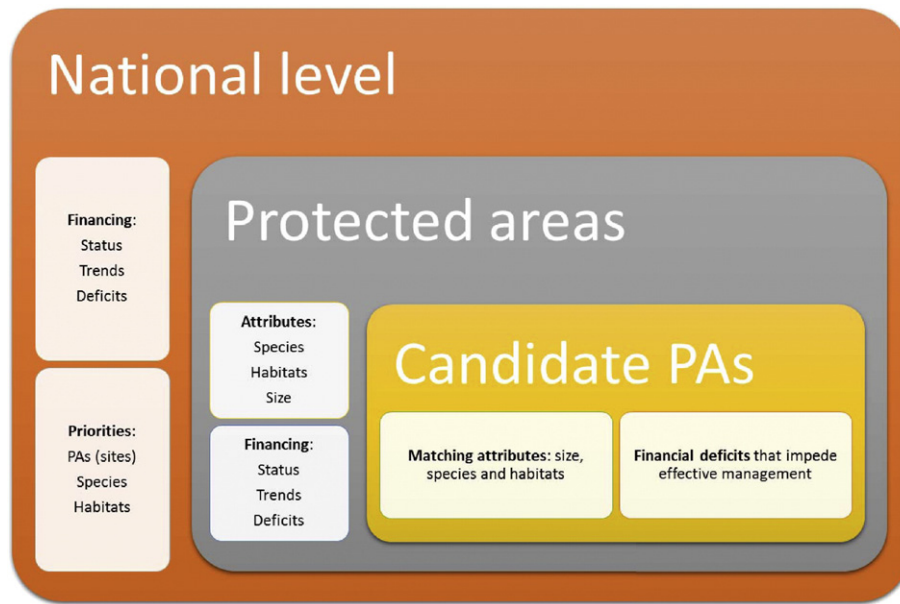 National level
Financing:
Status
Trends
Deficits
Priorities:
PAs (sites)
Species
Habitats
Protected areas
Attributes:
Species
Habitats
Size
Financing:
Status
Trends
Deficits
Candidate PAs
Matching attributes: size,
species and habitats
Financial deficits that impede
effective management